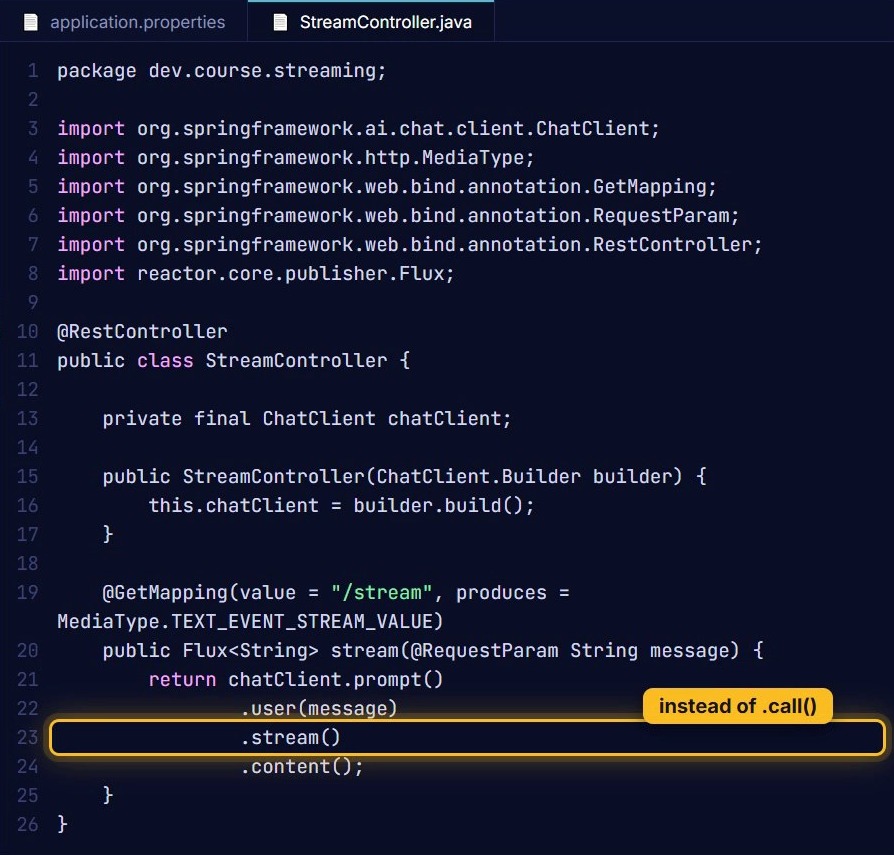 application.properties
StreamController.java
1 package dev.course.streaming;
2
3 import org.springframework.ai.chat.client.ChatClient;
4 import org.springframework.http.MediaType;
5 import org.springframework.web.bind.annotation.GetMapping;
6 import org.springframework.web.bind.annotation.RequestParam;
7 import org.springframework.web.bind.annotation.RestController;
8 import reactor.core.publisher.Flux;
9
10 @RestController
11 public class StreamController {
12
13     private final ChatClient chatClient;
14
15     public StreamController(ChatClient.Builder builder) {
16         this.chatClient = builder.build();
17     }
18
19     @GetMapping(value = "/stream", produces =
MediaType.TEXT_EVENT_STREAM_VALUE)
20     public Flux<String> stream(@RequestParam String message) {
21         return chatClient.prompt()
22                 .user(message)
instead of .call()
23                 .stream()
24                 .content();
25     }
26 }